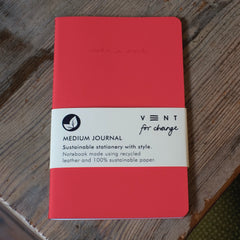 VENT
for change
MEDIUM JOURNAL
Sustainable stationery with style.
Notebook made using recycled
leather and 100% sustainable paper.